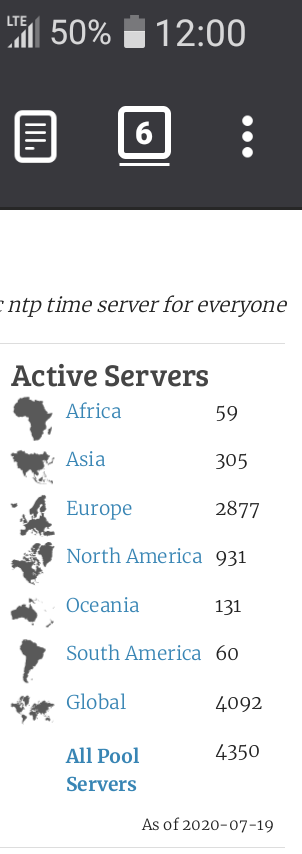 LTE 50% 12:00
6
ntp time server for everyone
Active Servers
Africa 59
Asia 305
Europe 2877
North America 931
Oceania 131
South America 60
Global 4092
All Pool 4350
Servers
As of 2020-07-19